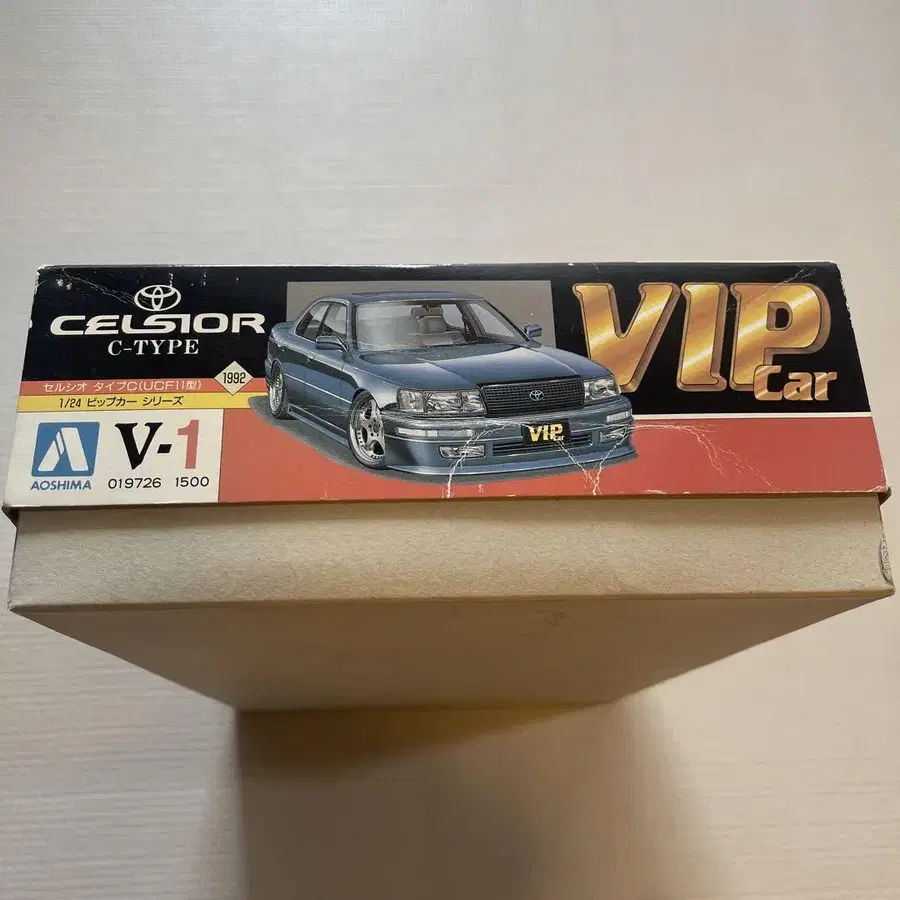 CELSIOR
C-TYPE
セルシオ タイプC(UCF11型)
1992
1/24 ビップカー シリーズ
AOSHIMA
V-1
019726 1500
VIP
Car
VIP
Car